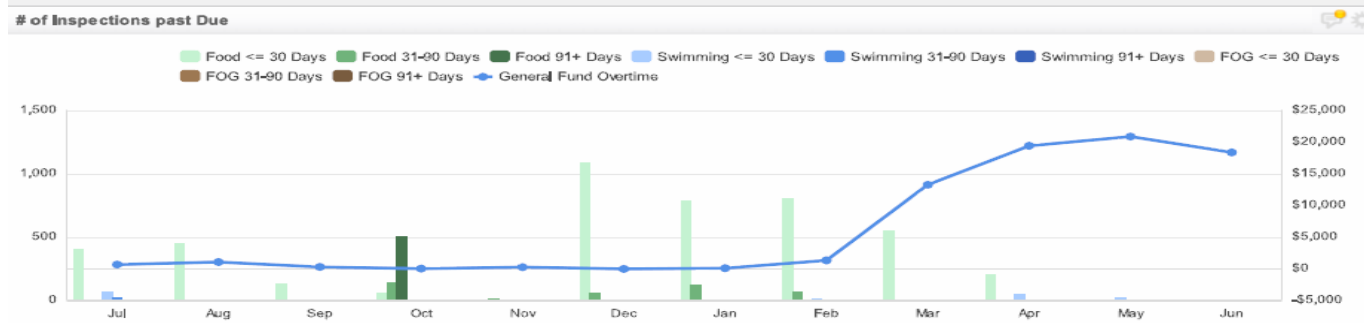 # of Inspections past Due
Food <= 30 Days Food 31-90 Days Food 91+ Days Swimming <= 30 Days Swimming 31-90 Days Swimming 91+ Days FOG <= 30 Days
FOG 31-90 Days FOG 91+ Days General Fund Overtime
1,500 $25,000
$20,000
1,000 $15,000
$10,000
500 $5,000
$0
0 -$5,000
Jul Aug Sep Oct Nov Dec Jan Feb Mar Apr May Jun